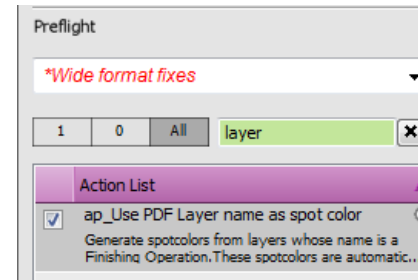 Preflight
*Wide format fixes
1 0 All layer
Action List
ap_Use PDF Layer name as spot color
Generate spotcolors from layers whose name is a
Finishing Operation.These spotcolors are automatic...